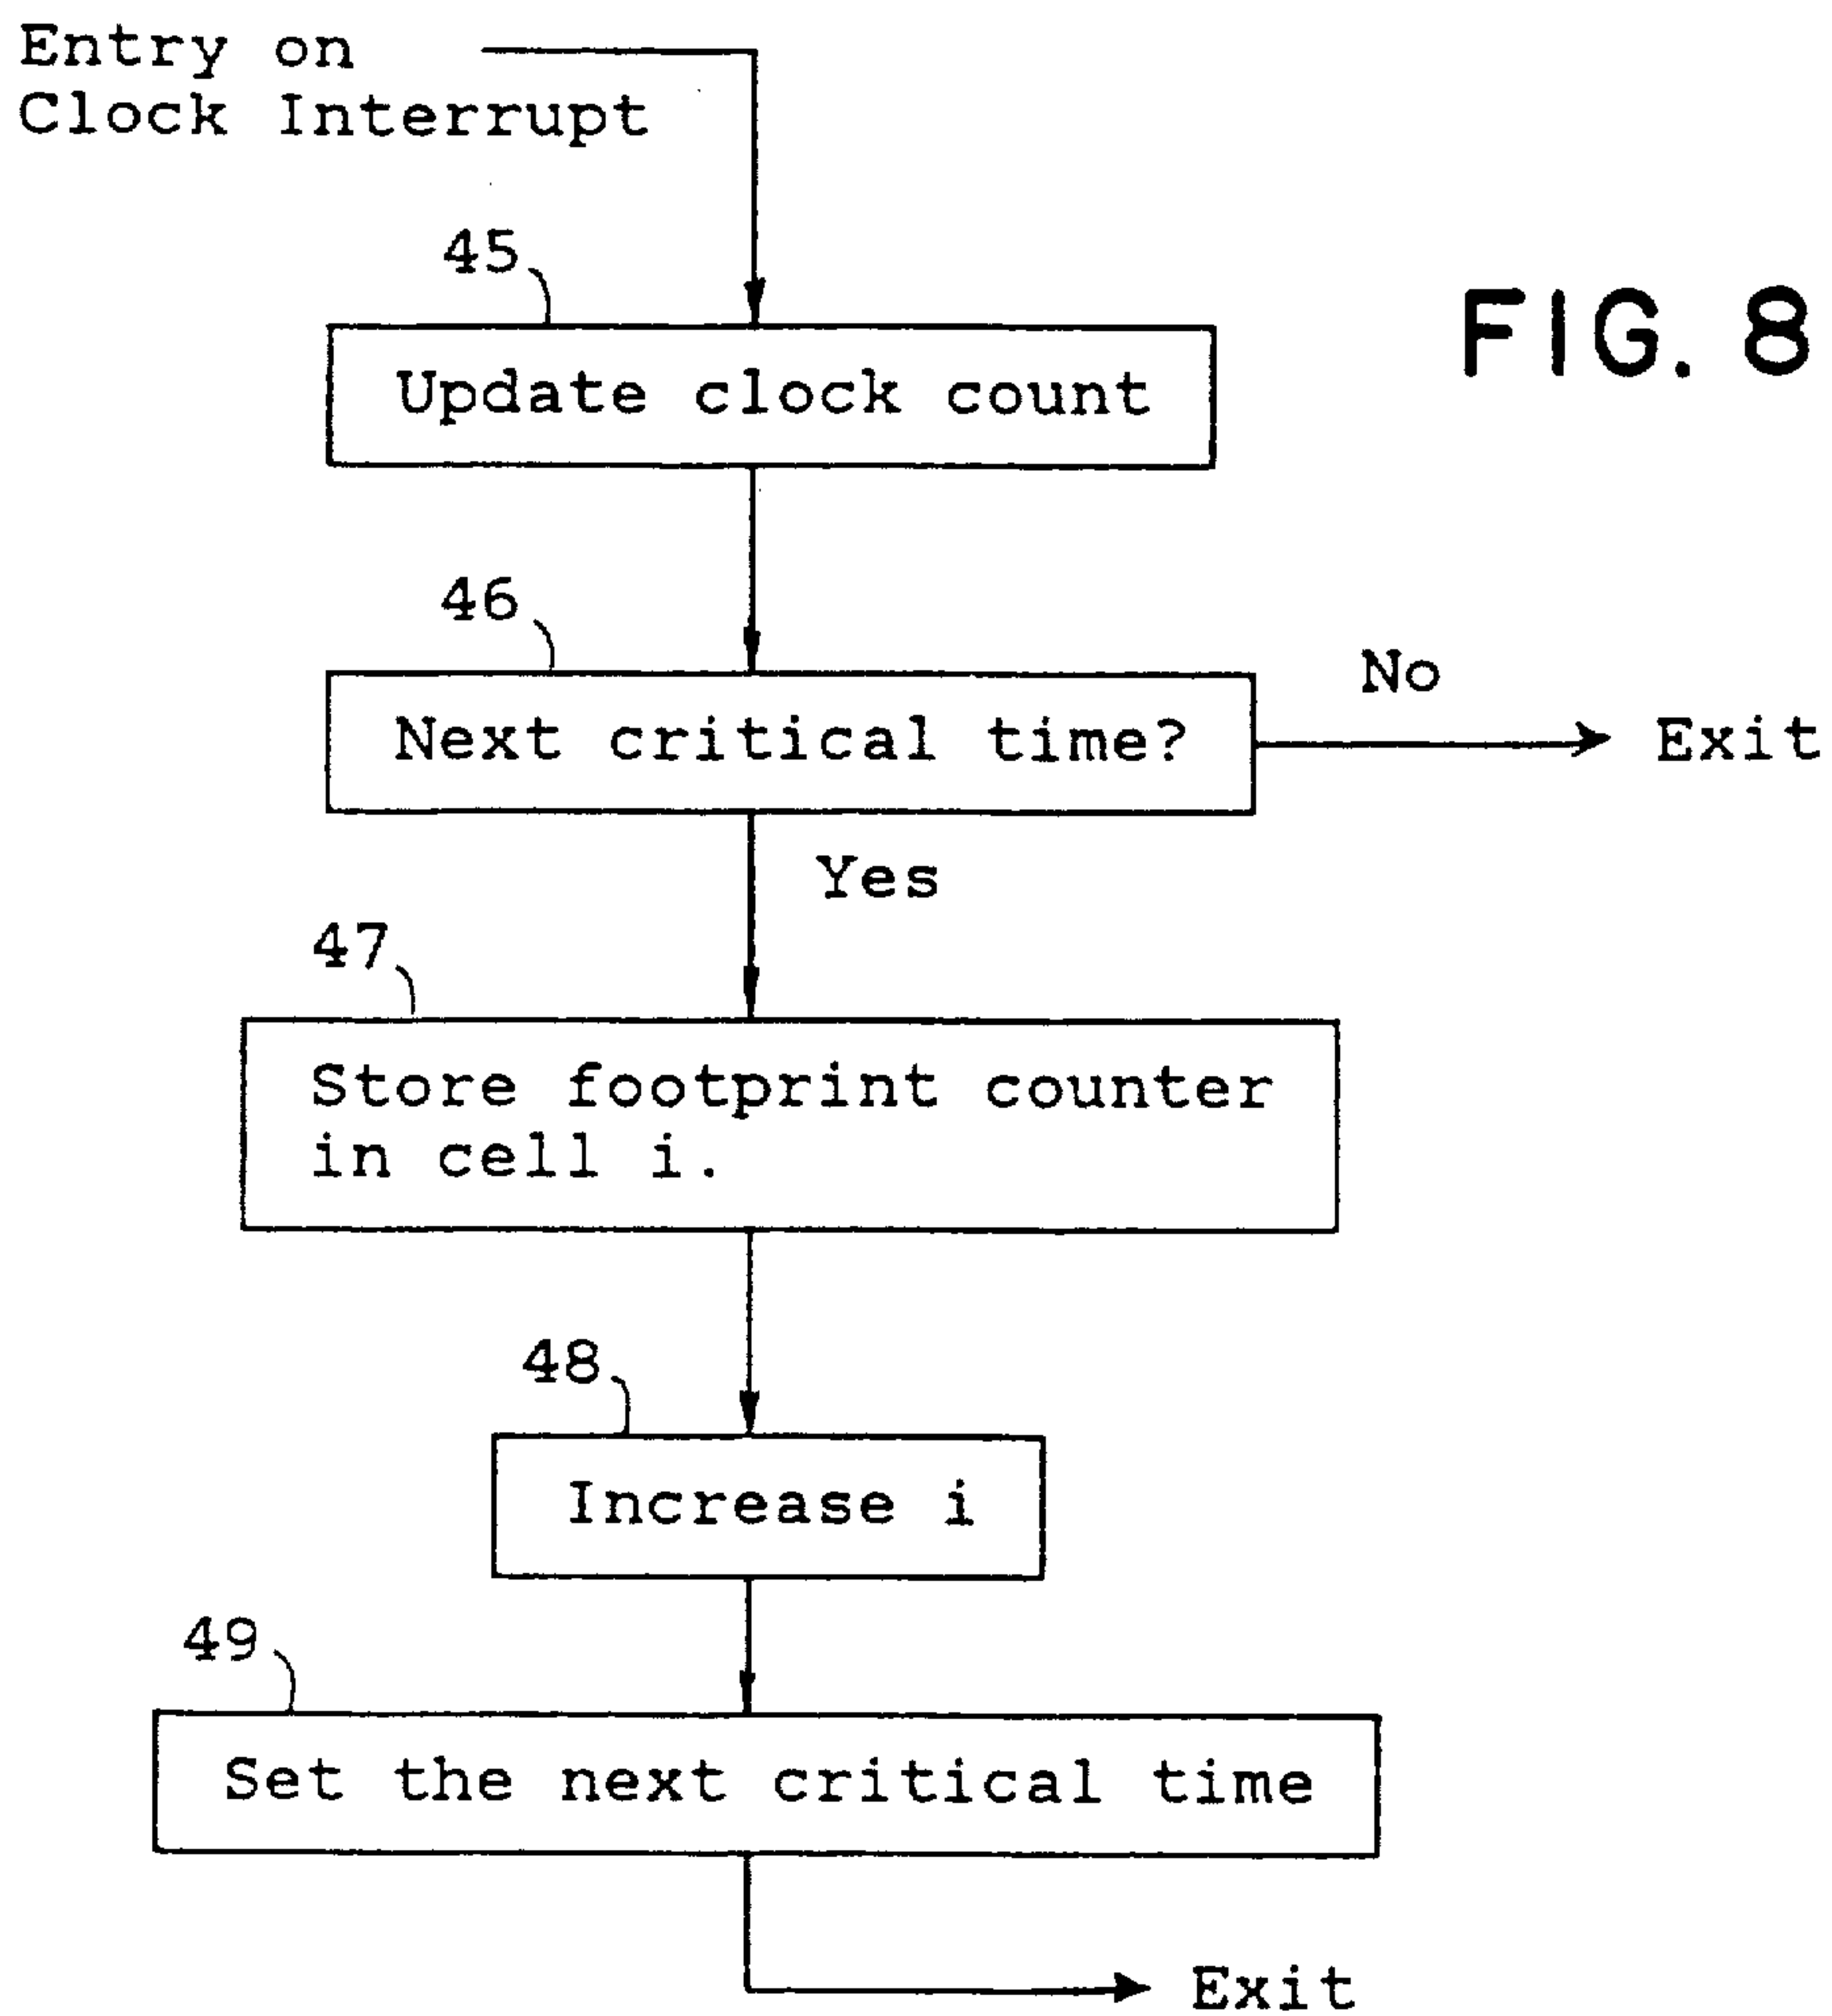 Entry on
Clock Interrupt
45
FIG. 8
Update clock count
46
No
Next critical time?
Exit
Yes
47
Store footprint counter
in cell i.
48
Increase i
49
Set the next critical time
Exit